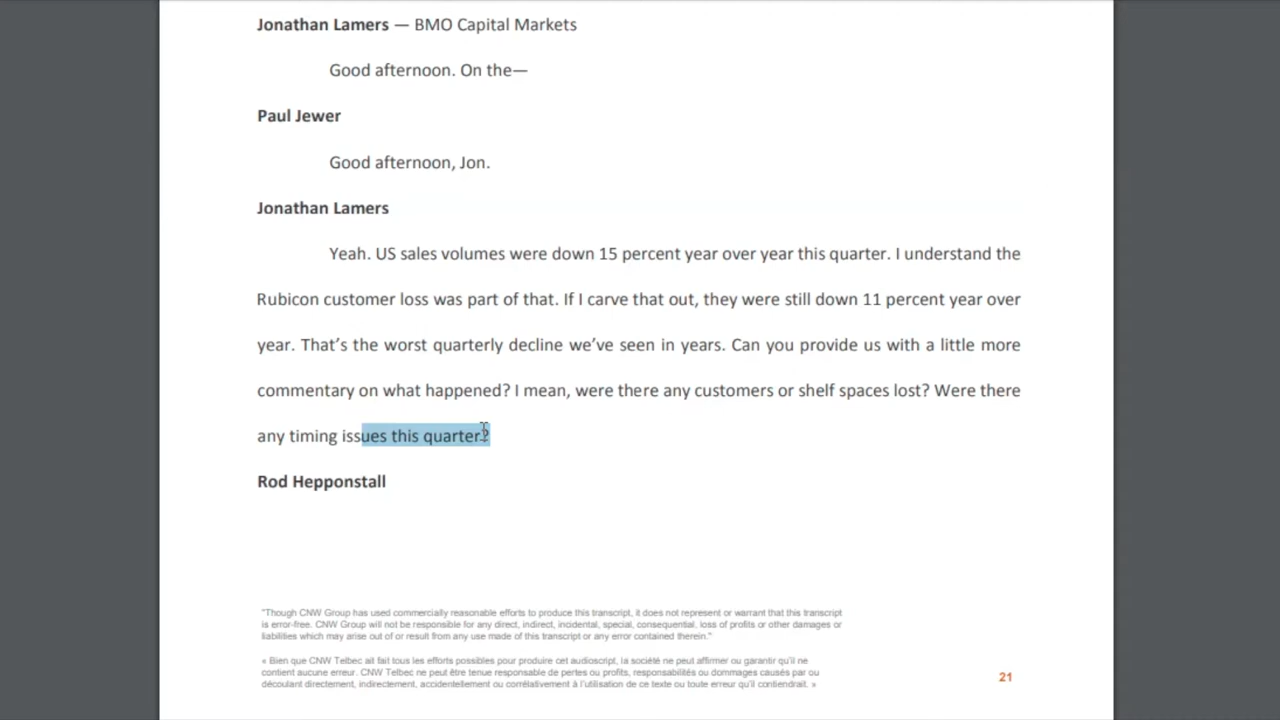 Jonathan Lamers — BMO Capital Markets
Good afternoon. On the—
Paul Jewer
Good afternoon, Jon.
Jonathan Lamers
Yeah. US sales volumes were down 15 percent year over year this quarter. I understand the
Rubicon customer loss was part of that. If I carve that out, they were still down 11 percent year over
year. That’s the worst quarterly decline we’ve seen in years. Can you provide us with a little more
commentary on what happened? I mean, were there any customers or shelf spaces lost? Were there
any timing issues this quarter?
Rod Hepponstall
"Though CNW Group has used commercially reasonable efforts to produce this transcript, it does not represent or warrant that this transcript
is error-free. CNW Group will not be responsible for any direct, indirect, incidental, special, consequential, loss of profits or other damages or
liabilities which may arise out of or result from any use made of this transcript or any error contained therein."
« Bien que CNW Telbec ait fait tous les efforts possibles pour produire cet audioscript, la société ne peut affirmer ou garantir qu’il ne
contient aucune erreur. CNW Telbec ne peut être tenue responsable de pertes ou profits, responsabilités ou dommages causés par ou
découlant directement, indirectement, accidentellement ou corrélativement à l’utilisation de ce texte ou toute erreur qu’il contiendrait. »
21